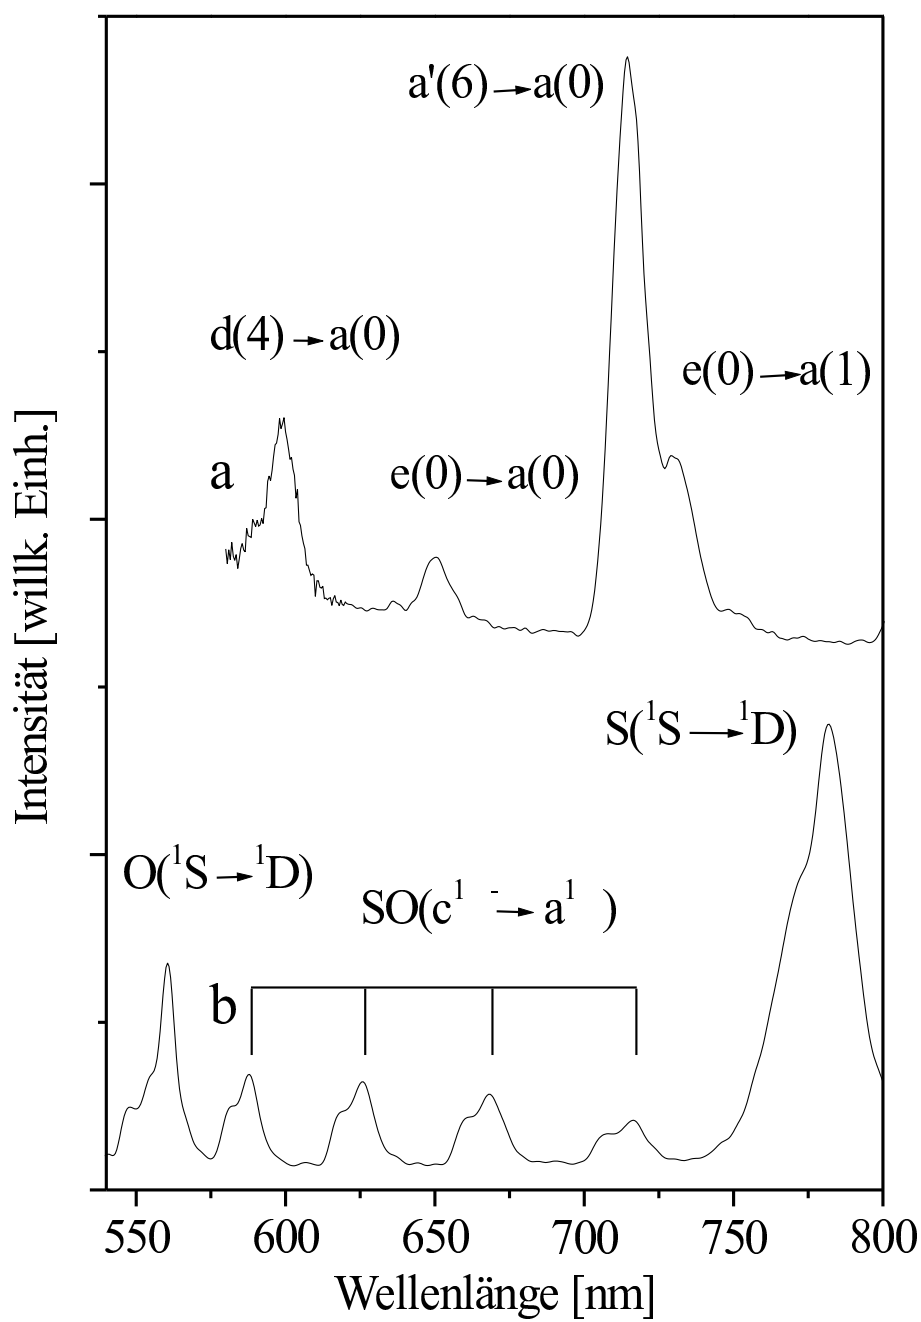 a'(6) → a(0)
d(4) → a(0)
e(0) → a(1)
a
e(0) → a(0)
S(¹S → ¹D)
O(¹S → ¹D)
SO(c¹ ⁻ → a¹ )
b
550 600 650 700 750 800
Wellenlänge [nm]
Intensität [willk. Einh.]